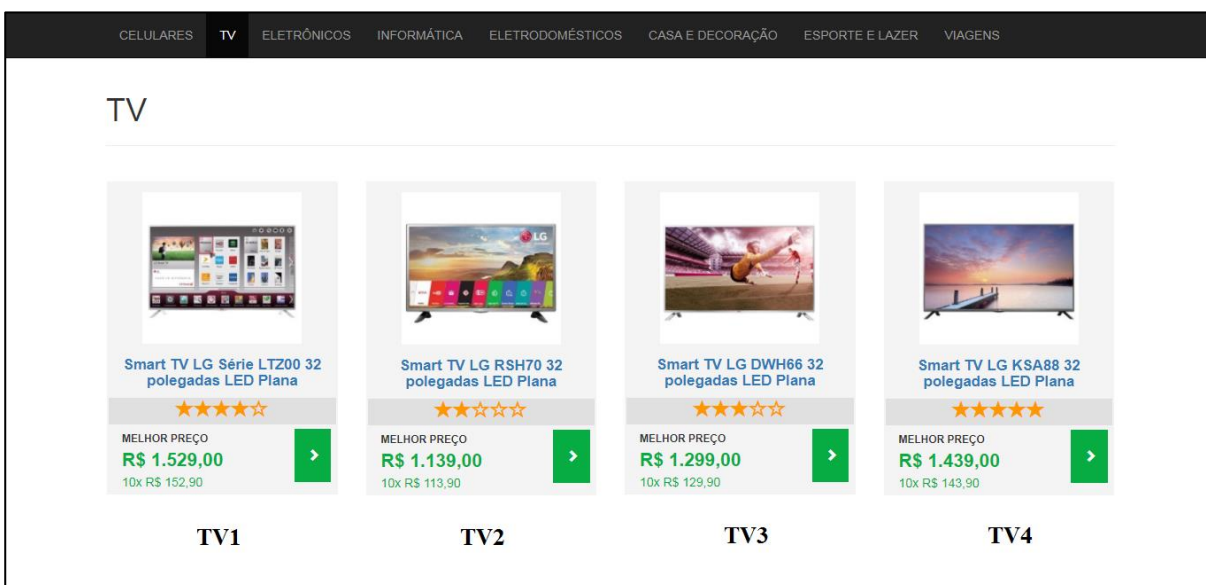 CELULARES TV ELETRÔNICOS INFORMÁTICA ELETRODOMÉSTICOS CASA E DECORAÇÃO ESPORTE E LAZER VIAGENS
TV
Smart TV LG Série LTZ00 32
polegadas LED Plana
★★★★☆
MELHOR PREÇO
R$ 1.529,00
10x R$ 152,90
TV1
LG
Smart TV LG RSH70 32
polegadas LED Plana
★★☆☆☆
MELHOR PREÇO
R$ 1.139,00
10x R$ 113,90
TV2
Smart TV LG DWH66 32
polegadas LED Plana
★★★☆☆
MELHOR PREÇO
R$ 1.299,00
10x R$ 129,90
TV3
Smart TV LG KSA88 32
polegadas LED Plana
★★★★★
MELHOR PREÇO
R$ 1.439,00
10x R$ 143,90
TV4